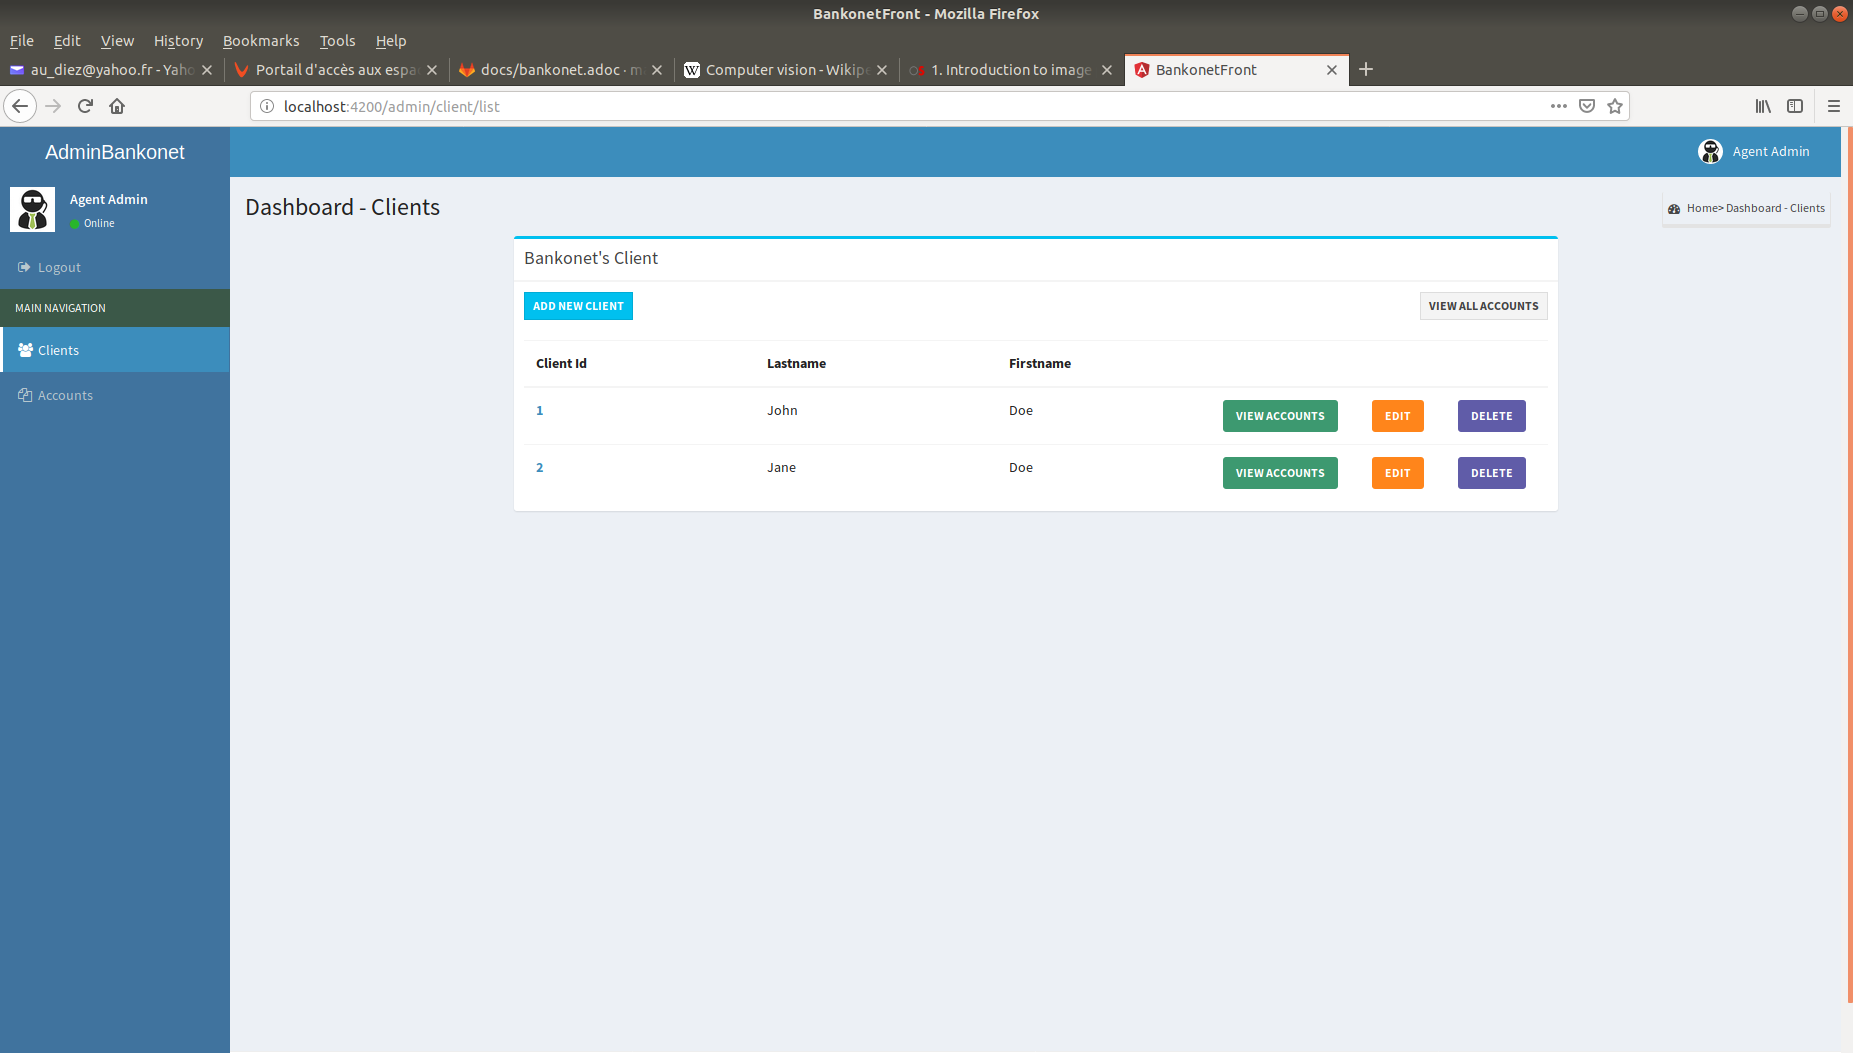 BankonetFront - Mozilla Firefox
File Edit View History Bookmarks Tools Help
au_diez@yahoo.fr - Yaho
Portail d'accès aux espa
docs/bankonet.adoc · m
Computer vision - Wikip
1. Introduction to image
BankonetFront
localhost:4200/admin/client/list
AdminBankonet
Agent Admin
Agent Admin
Online
Logout
MAIN NAVIGATION
Clients
Accounts
Dashboard - Clients
Home> Dashboard - Clients
Bankonet's Client
ADD NEW CLIENT
VIEW ALL ACCOUNTS
Client Id Lastname Firstname
1 John Doe VIEW ACCOUNTS EDIT DELETE
2 Jane Doe VIEW ACCOUNTS EDIT DELETE